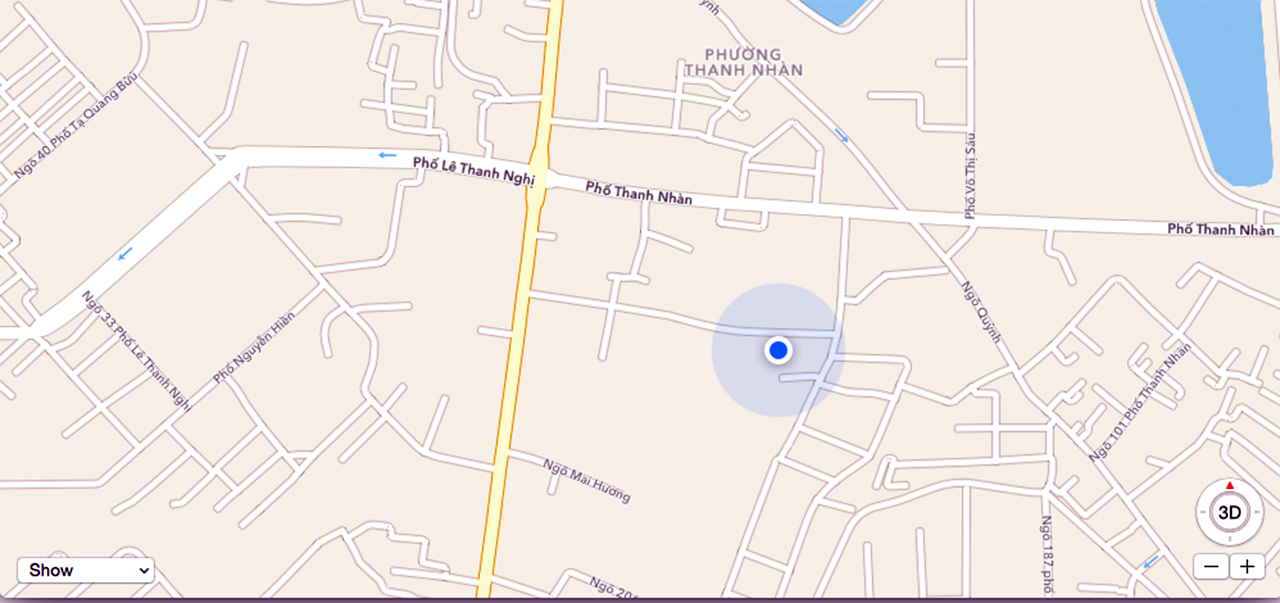 PHƯỜNG
THANH NHÀN
Ngõ 40 Phố Tạ Quang Bửu
Phố Võ Thị Sáu
Phố Lê Thanh Nghị
Phố Thanh Nhàn
Phố Thanh Nhàn
Ngõ 33 Phố Lê Thanh Nghị
Phố Nguyễn Hiền
Ngõ Quỳnh
Ngõ 101 Phố Thanh Nhàn
Ngõ Mai Hương
3D
Ngõ 187 phố
Show
Ngõ 204
− +